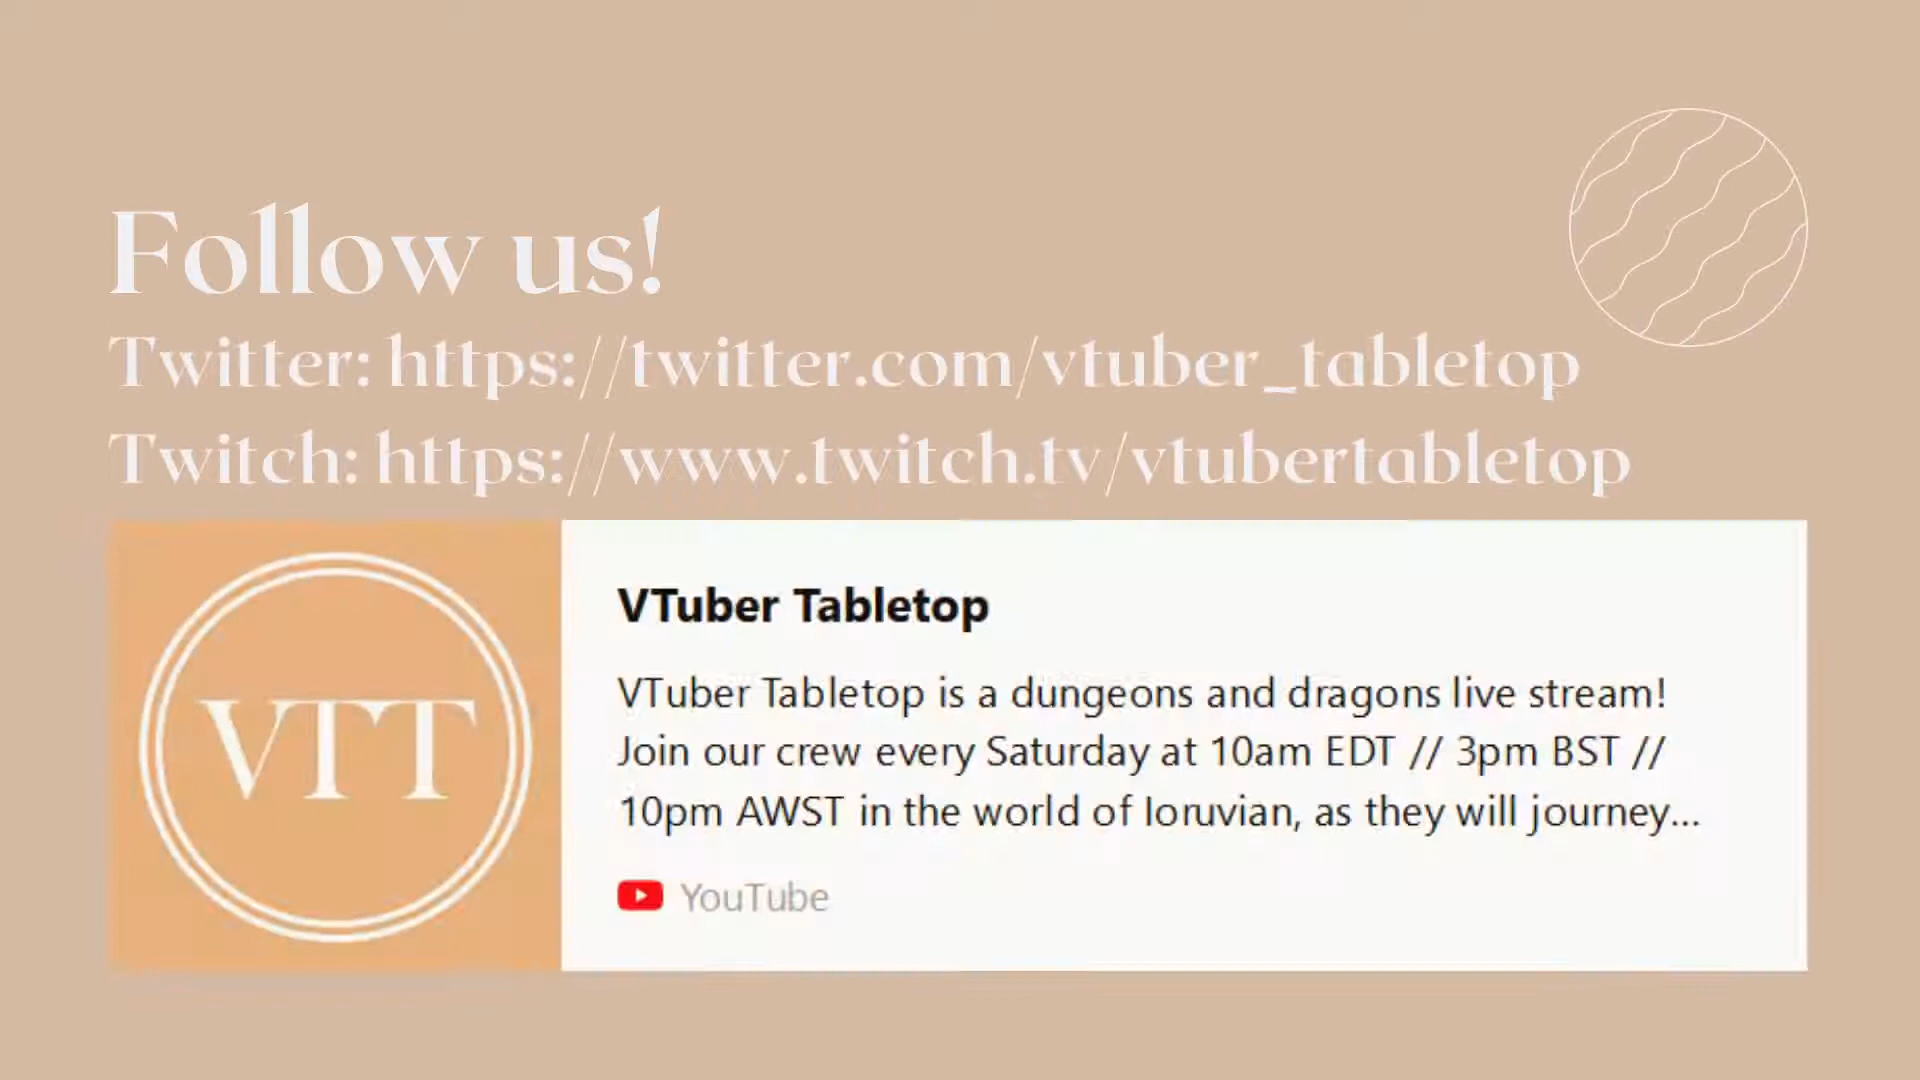 Follow us!
Twitter: https://twitter.com/vtuber_tabletop
Twitch: https://www.twitch.tv/vtubertabletop
VTT
VTuber Tabletop
VTuber Tabletop is a dungeons and dragons live stream!
Join our crew every Saturday at 10am EDT // 3pm BST //
10pm AWST in the world of Ioruvian, as they will journey...
YouTube